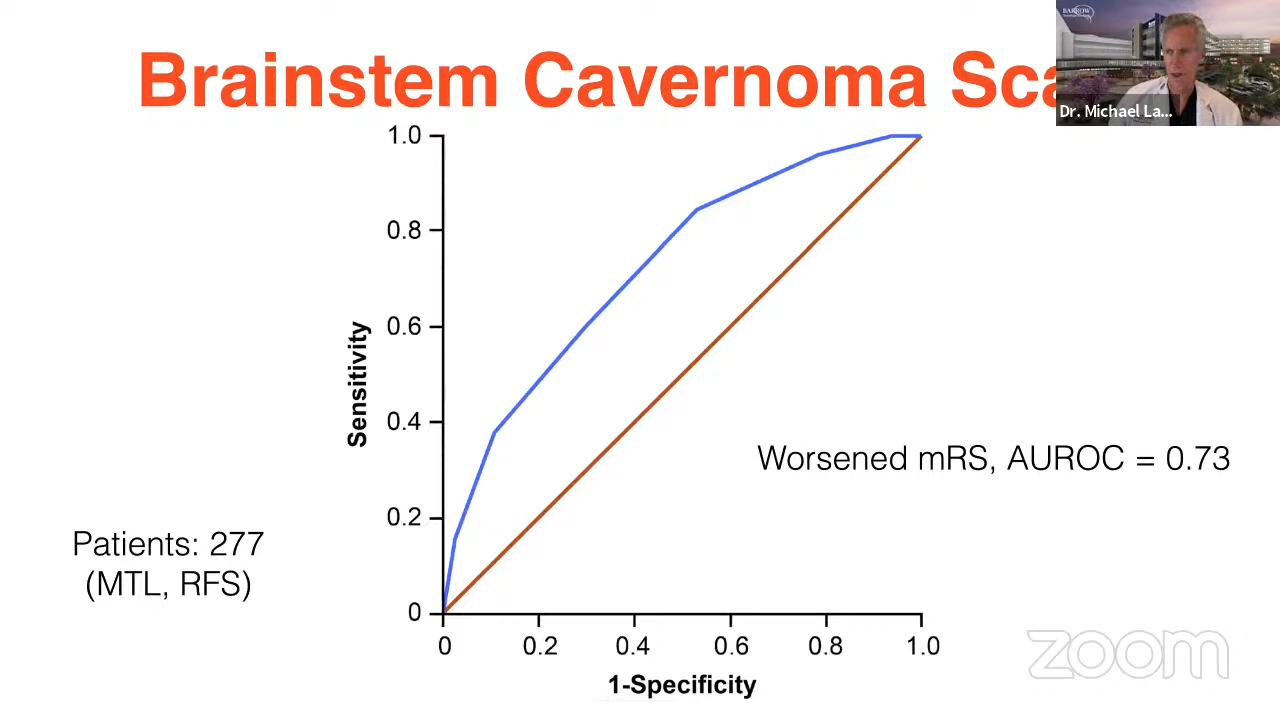 Brainstem Cavernoma Sca
BARROW
Dr. Michael La...
1.0
0.8
0.6
0.4
0.2
0
Sensitivity
Worsened mRS, AUROC = 0.73
Patients: 277
(MTL, RFS)
0 0.2 0.4 0.6 0.8 1.0
1-Specificity
zoom